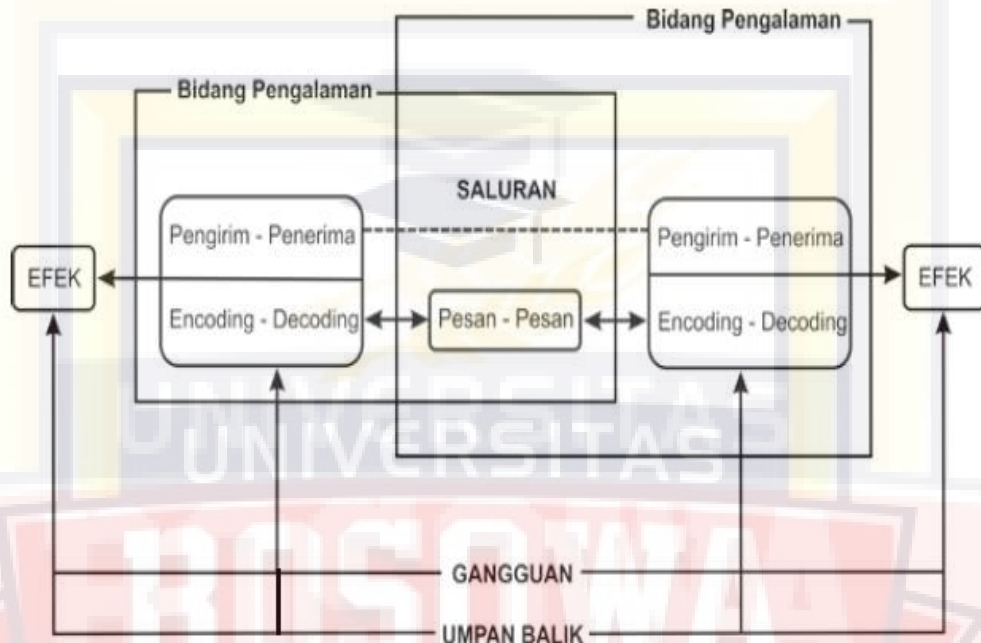 Bidang Pengalaman
Bidang Pengalaman
SALURAN
Pengirim - Penerima
Pengirim - Penerima
EFEK
EFEK
Encoding - Decoding
Pesan - Pesan
Encoding - Decoding
UNIVERSITAS
BOSOWA
GANGGUAN
UMPAN BALIK